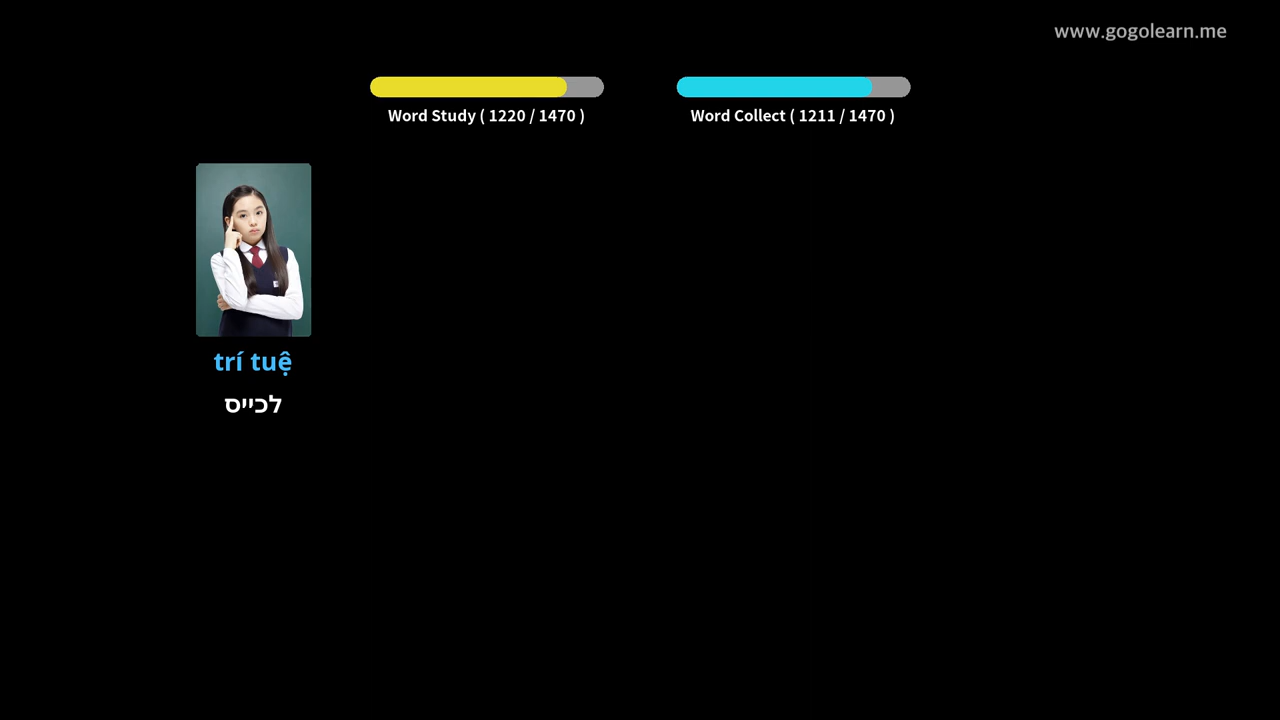 www.gogolearn.me
Word Study ( 1220 / 1470 )
Word Collect ( 1211 / 1470 )
trí tuệ
לכייס